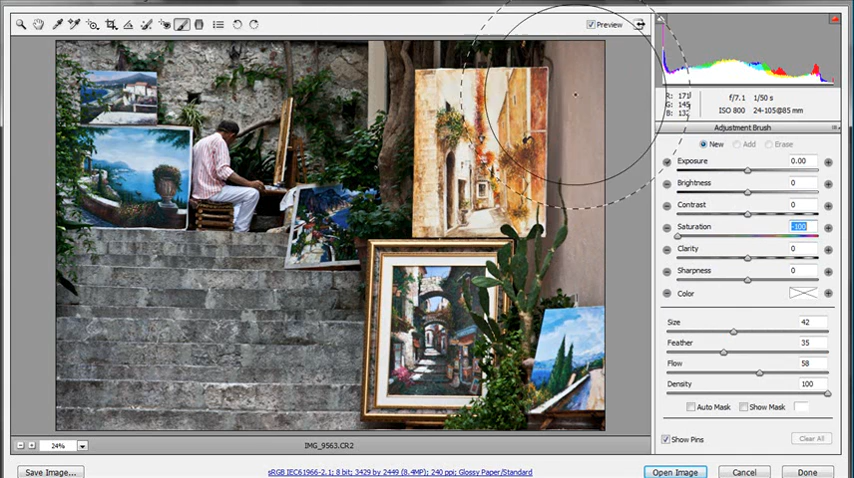 Preview
R: 171
G: 145
B: 13
f/7.1 1/50 s
ISO 800 24-105@85 mm
Adjustment Brush
New Add Erase
Exposure 0.00
Brightness 0
Contrast 0
Saturation -100
Clarity 0
Sharpness 0
Color
Size 42
Feather 35
Flow 58
Density 100
Auto Mask Show Mask
Show Pins Clear All
24% IMG_9563.CR2
Save Image... sRGB IEC61966-2.1; 8 bit; 3429 by 2449 (8.4MP); 240 ppi; Glossy Paper/Standard Open Image Cancel Done